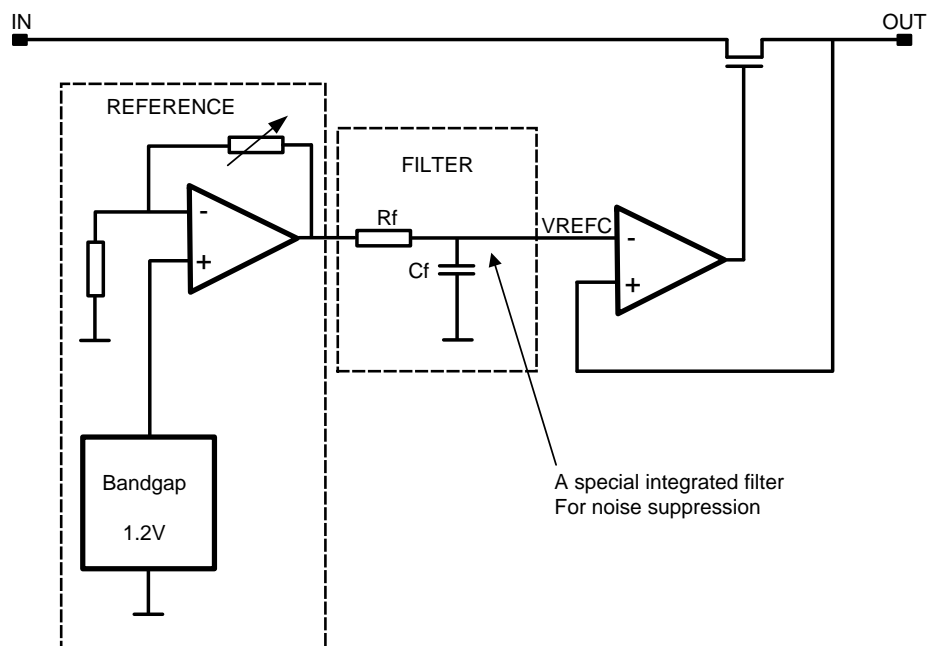 IN
OUT
REFERENCE
FILTER
-
+
Rf
Cf
VREFC
-
+
Bandgap
1.2V
A special integrated filter
For noise suppression